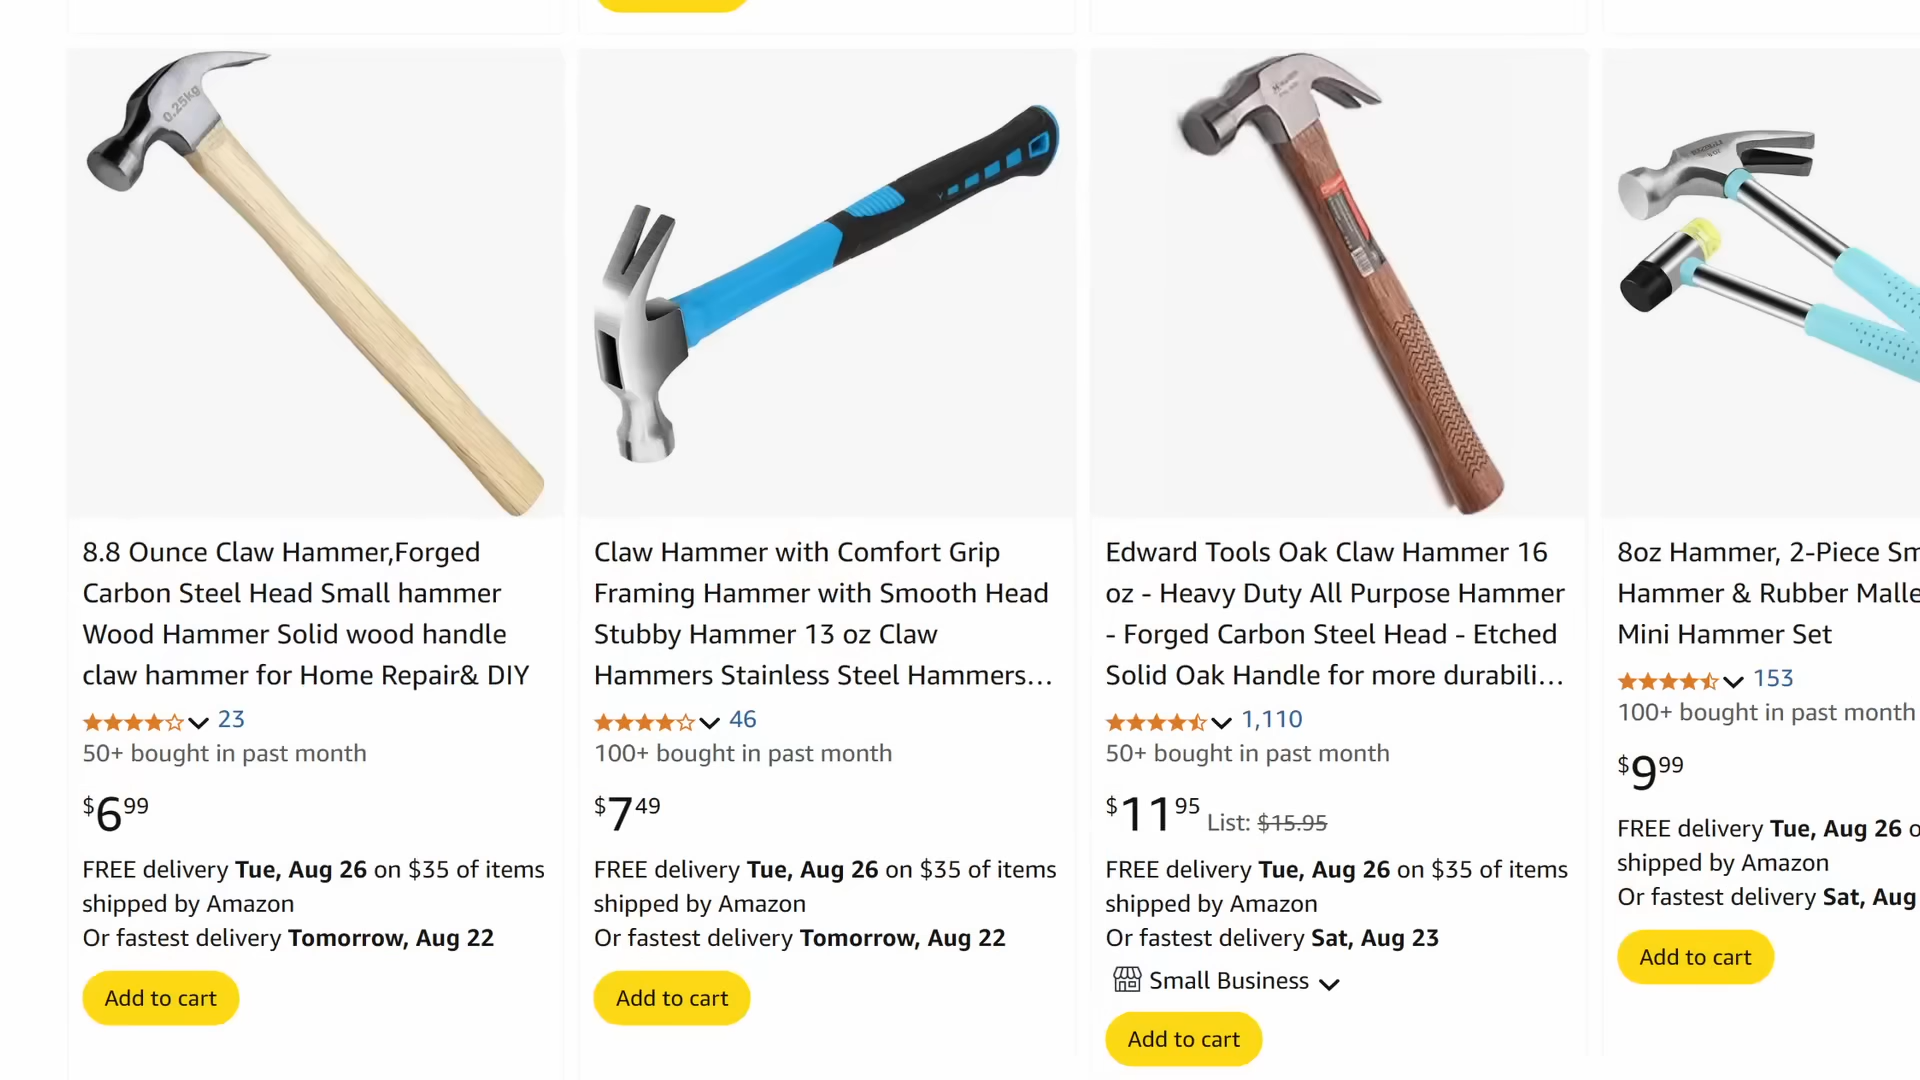 0.25kg
8.8 Ounce Claw Hammer,Forged
Carbon Steel Head Small hammer
Wood Hammer Solid wood handle
claw hammer for Home Repair& DIY
23
50+ bought in past month
$6.99
FREE delivery Tue, Aug 26 on $35 of items
shipped by Amazon
Or fastest delivery Tomorrow, Aug 22
Add to cart
Claw Hammer with Comfort Grip
Framing Hammer with Smooth Head
Stubby Hammer 13 oz Claw
Hammers Stainless Steel Hammers...
46
100+ bought in past month
$7.49
FREE delivery Tue, Aug 26 on $35 of items
shipped by Amazon
Or fastest delivery Tomorrow, Aug 22
Add to cart
Edward Tools Oak Claw Hammer 16
oz - Heavy Duty All Purpose Hammer
- Forged Carbon Steel Head - Etched
Solid Oak Handle for more durabili...
1,110
50+ bought in past month
$11.95 List: $15.95
FREE delivery Tue, Aug 26 on $35 of items
shipped by Amazon
Or fastest delivery Sat, Aug 23
Small Business
Add to cart
8oz Hammer, 2-Piece Sm
Hammer & Rubber Malle
Mini Hammer Set
153
100+ bought in past month
$9.99
FREE delivery Tue, Aug 26 o
shipped by Amazon
Or fastest delivery Sat, Aug
Add to cart